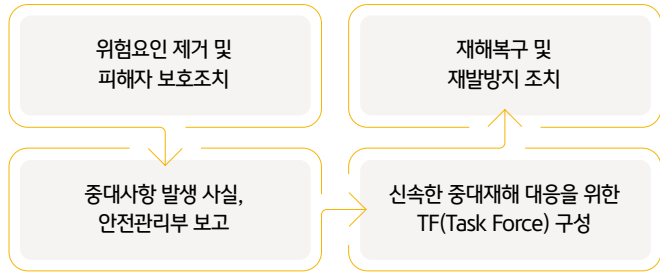 위험요인 제거 및
피해자 보호조치
중대사항 발생 사실,
안전관리부 보고
신속한 중대재해 대응을 위한
TF(Task Force) 구성
재해복구 및
재발방지 조치